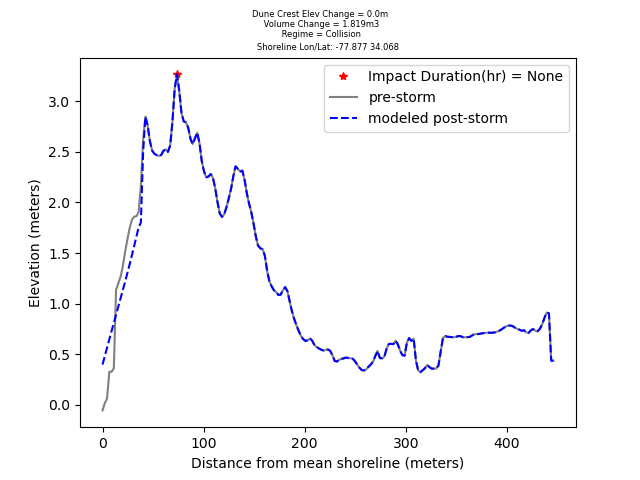 Dune Crest Elev Change = 0.0m
Volume Change = 1.819m3
Regime = Collision
Shoreline Lon/Lat: -77.877 34.068
Impact Duration(hr) = None
pre-storm
modeled post-storm
Elevation (meters)
3.0
2.5
2.0
1.5
1.0
0.5
0.0
0 100 200 300 400
Distance from mean shoreline (meters)